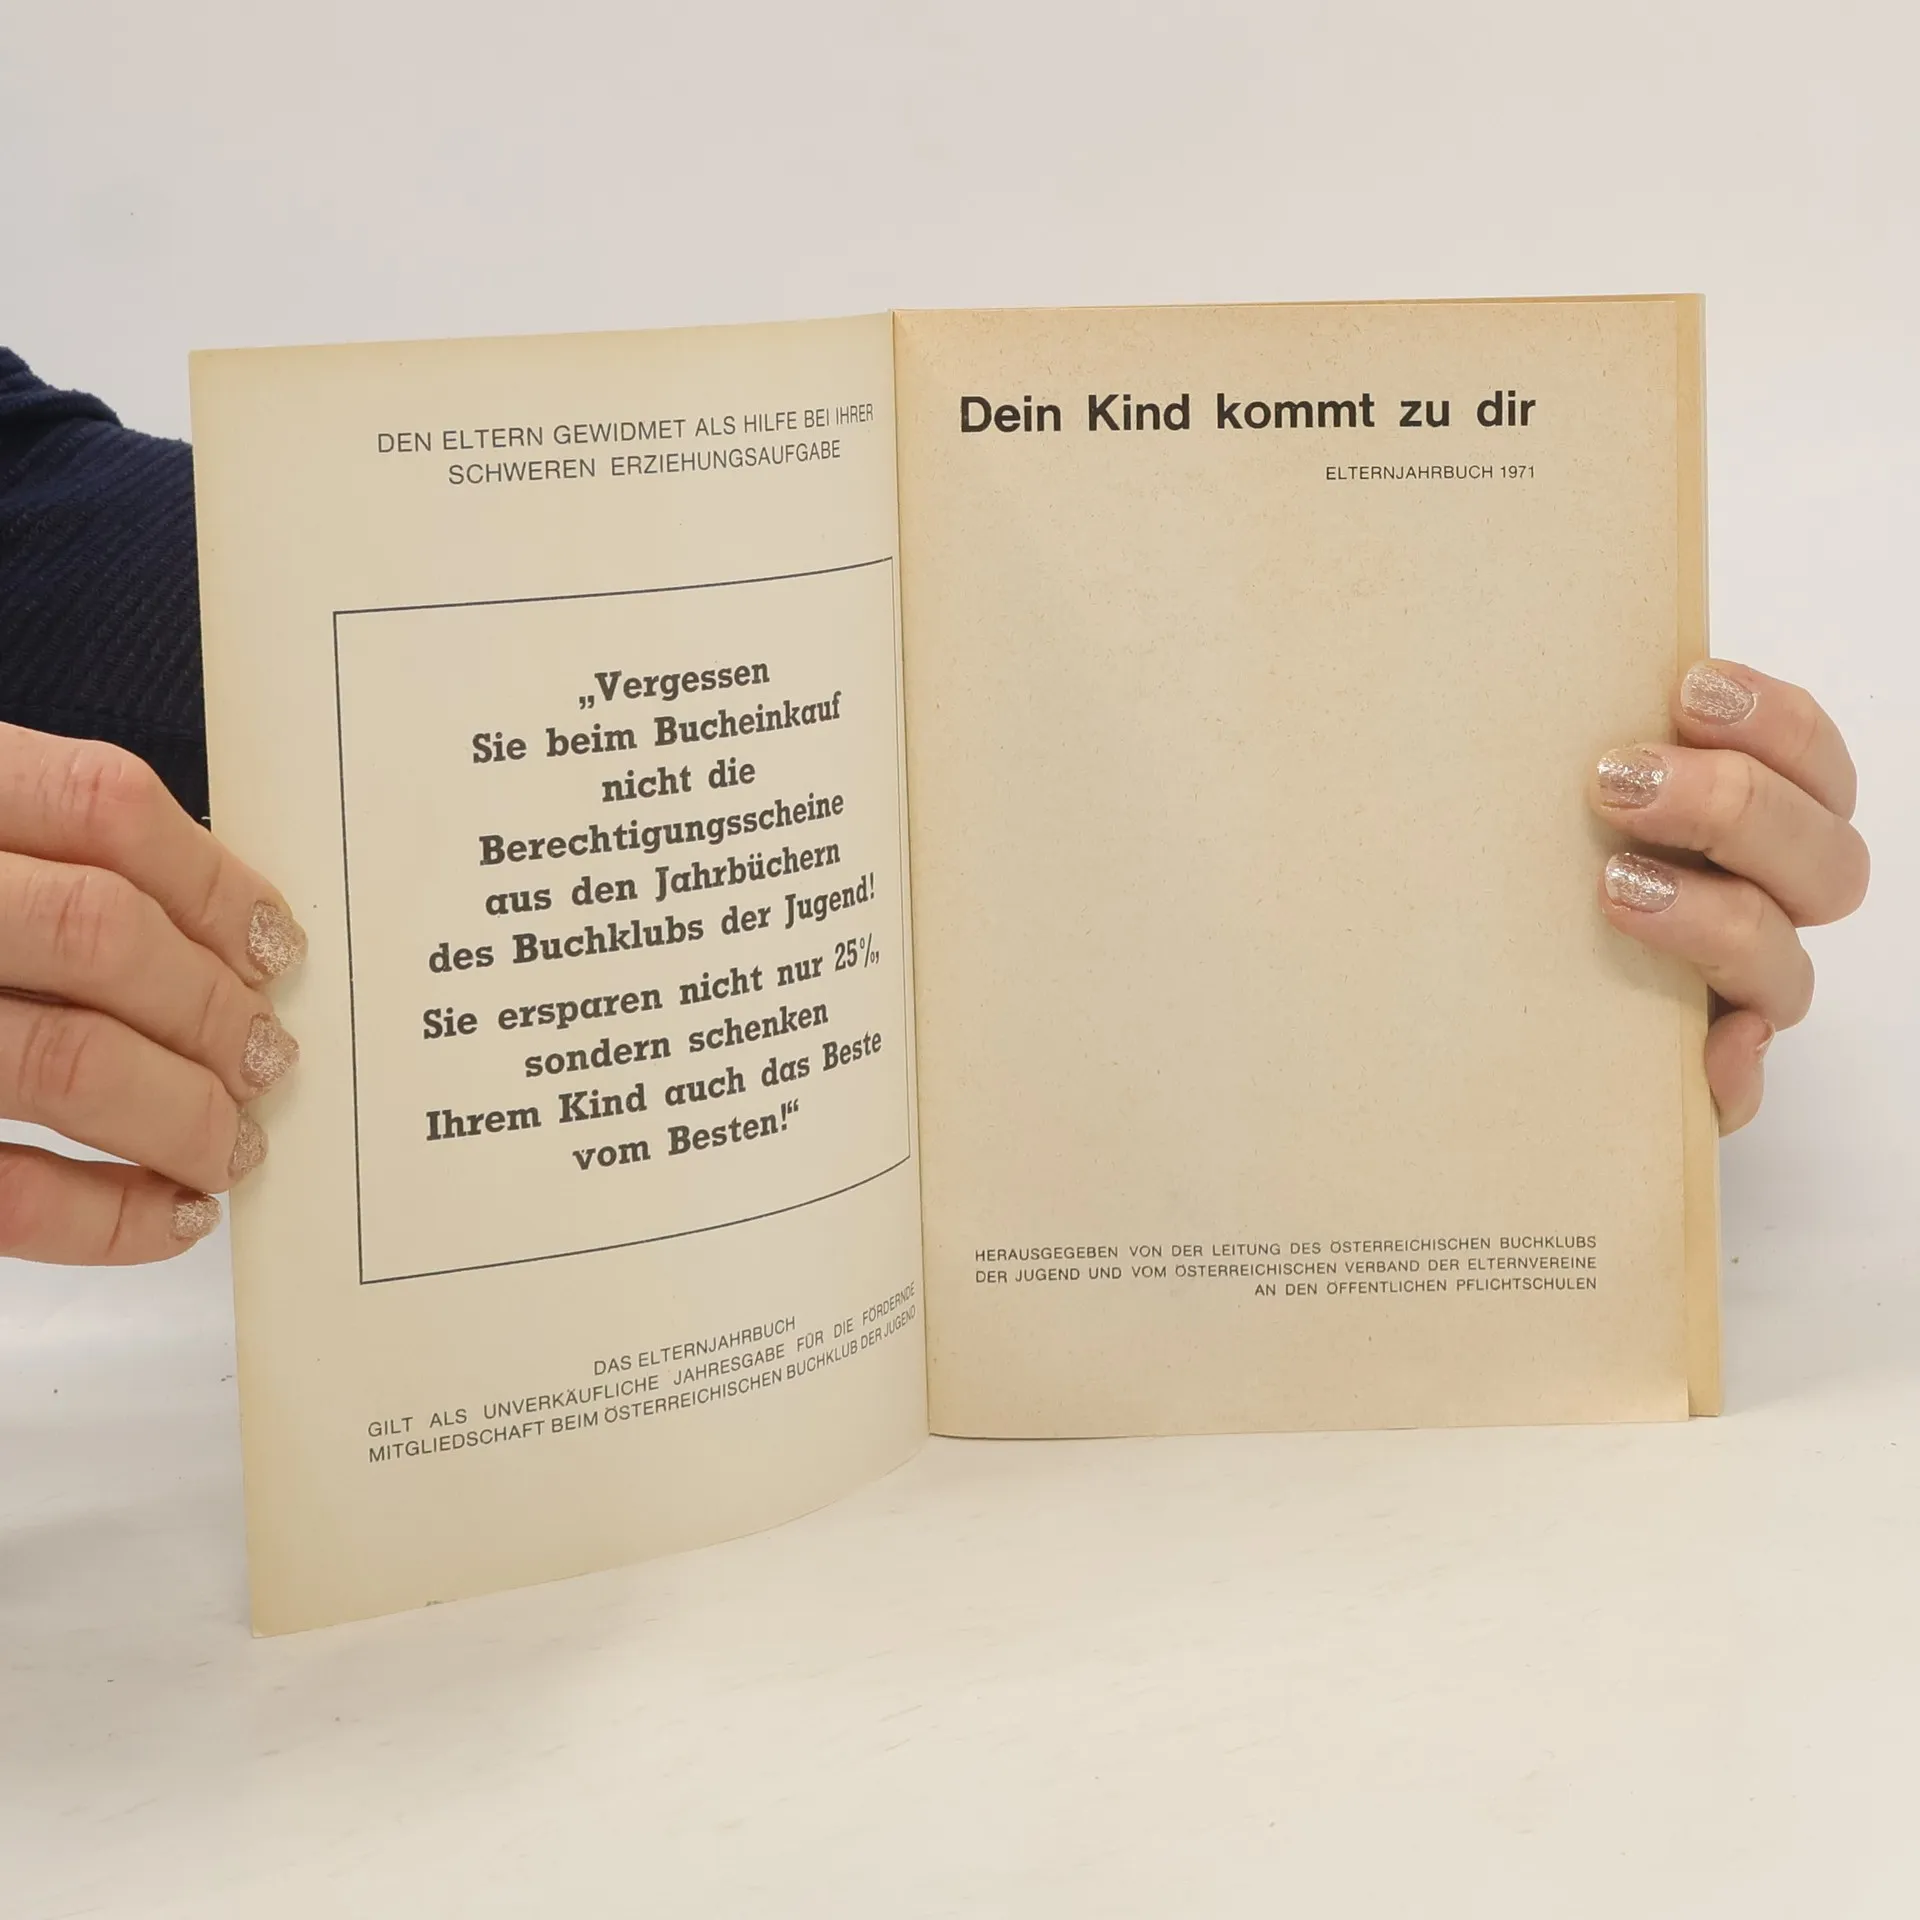 DEN ELTERN GEWIDMET ALS HILFE BEI IHRER
SCHWEREN ERZIEHUNGSAUFGABE
„Vergessen
Sie beim Bucheinkauf
nicht die
Berechtigungsscheine
aus den Jahrbüchern
des Buchklubs der Jugend!
Sie ersparen nicht nur 25%,
sondern schenken
Ihrem Kind auch das Beste
vom Besten!“
DAS ELTERNJAHRBUCH
GILT ALS UNVERKÄUFLICHE JAHRESGABE FÜR DIE FÖRDERNDE
MITGLIEDSCHAFT BEIM ÖSTERREICHISCHEN BUCHKLUB DER JUGEND
Dein Kind kommt zu dir
ELTERNJAHRBUCH 1971
HERAUSGEGEBEN VON DER LEITUNG DES ÖSTERREICHISCHEN BUCHKLUBS
DER JUGEND UND VOM ÖSTERREICHISCHEN VERBAND DER ELTERNVEREINE
AN DEN ÖFFENTLICHEN PFLICHTSCHULEN